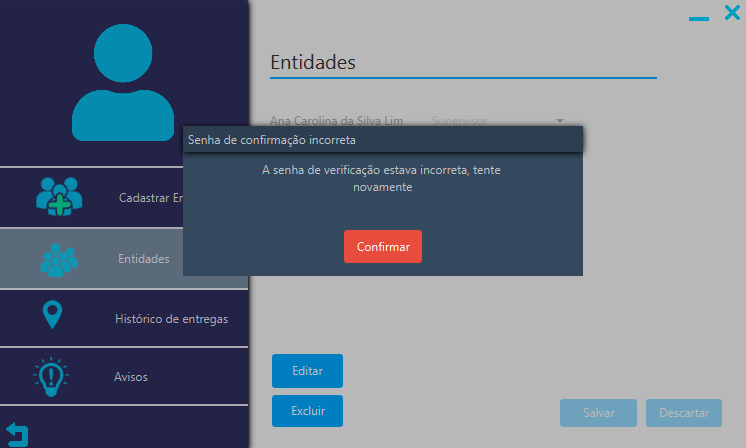 Entidades
Ana Carolina da Silva Lim Supervisor
Senha de confirmação incorreta
A senha de verificação estava incorreta, tente
novamente
Confirmar
Cadastrar En
Entidades
Histórico de entregas
Avisos
Editar
Excluir
Salvar Descartar